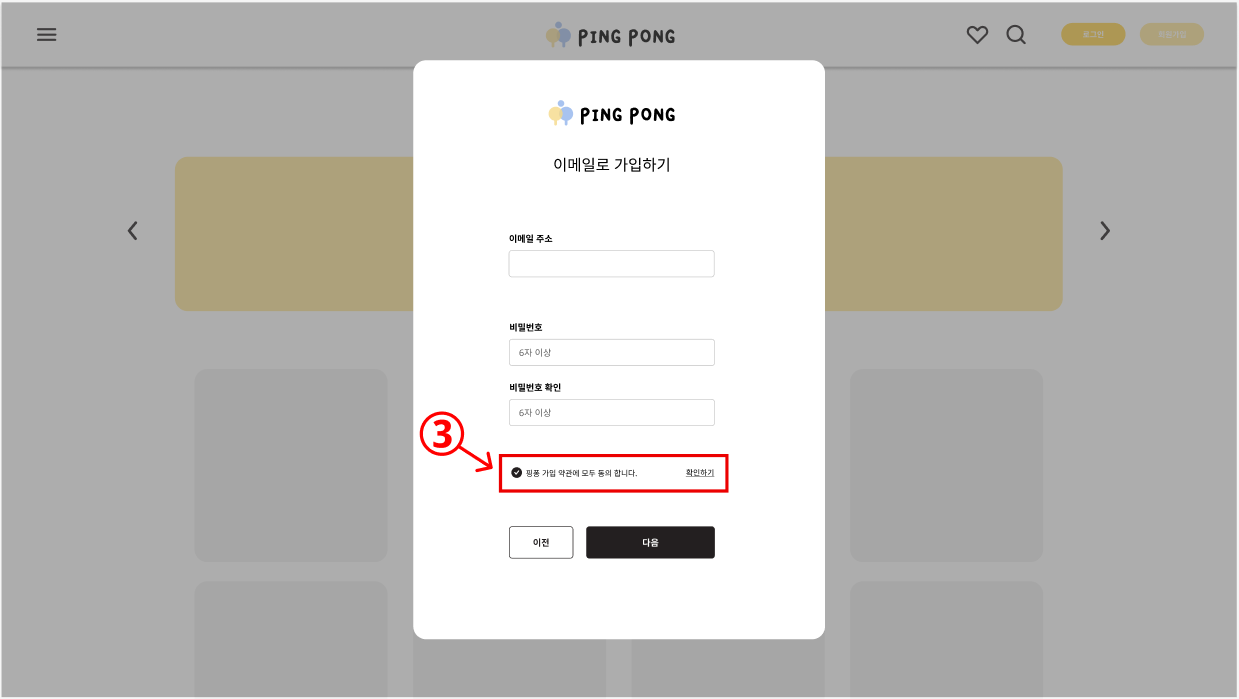 PING PONG
로그인
회원가입
PING PONG
이메일로 가입하기
이메일 주소
비밀번호
6자 이상
비밀번호 확인
6자 이상
3
핑퐁 가입 약관에 모두 동의 합니다.
확인하기
이전
다음